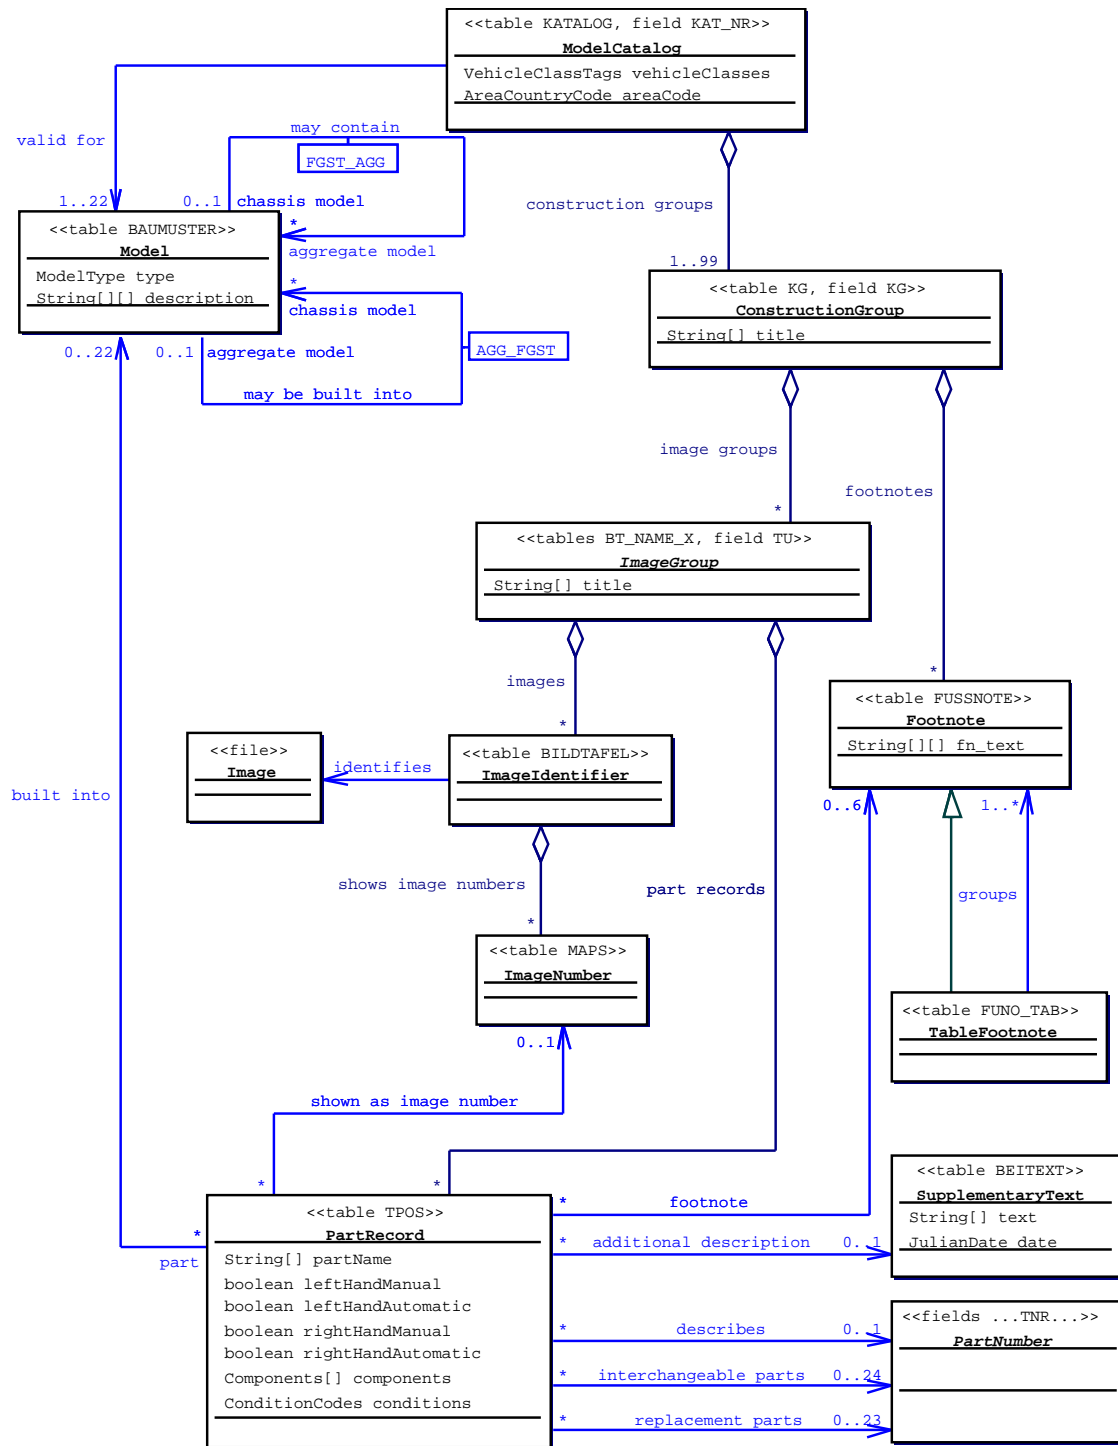 <<table KATALOG, field KAT_NR>>
ModelCatalog
VehicleClassTags vehicleClasses
AreaCountryCode areaCode
valid for
may contain
FGST_AGG
construction groups
1..22
0..1
chassis model
<<table BAUMUSTER>>
Model
ModelType type
String[][] description
*
aggregate model
*
chassis model
1..99
<<table KG, field KG>>
ConstructionGroup
String[] title
0..22
0..1
aggregate model
AGG_FGST
may be built into
image groups
footnotes
*
<<tables BT_NAME_X, field TU>>
ImageGroup
String[] title
images
*
*
<<table FUSSNOTE>>
Footnote
String[][] fn_text
<<file>>
Image
identifies
<<table BILDTAFEL>>
ImageIdentifier
built into
0..6
1..*
shows image numbers
part records
groups
*
<<table MAPS>>
ImageNumber
<<table FUNO_TAB>>
TableFootnote
0..1
shown as image number
*
*
<<table BEITEXT>>
SupplementaryText
String[] text
JulianDate date
*
part
<<table TPOS>>
PartRecord
String[] partName
boolean leftHandManual
boolean leftHandAutomatic
boolean rightHandManual
boolean rightHandAutomatic
Components[] components
ConditionCodes conditions
*
footnote
*
additional description
0..1
*
describes
0..1
<<fields ...TNR...>>
PartNumber
*
interchangeable parts
0..24
*
replacement parts
0..23